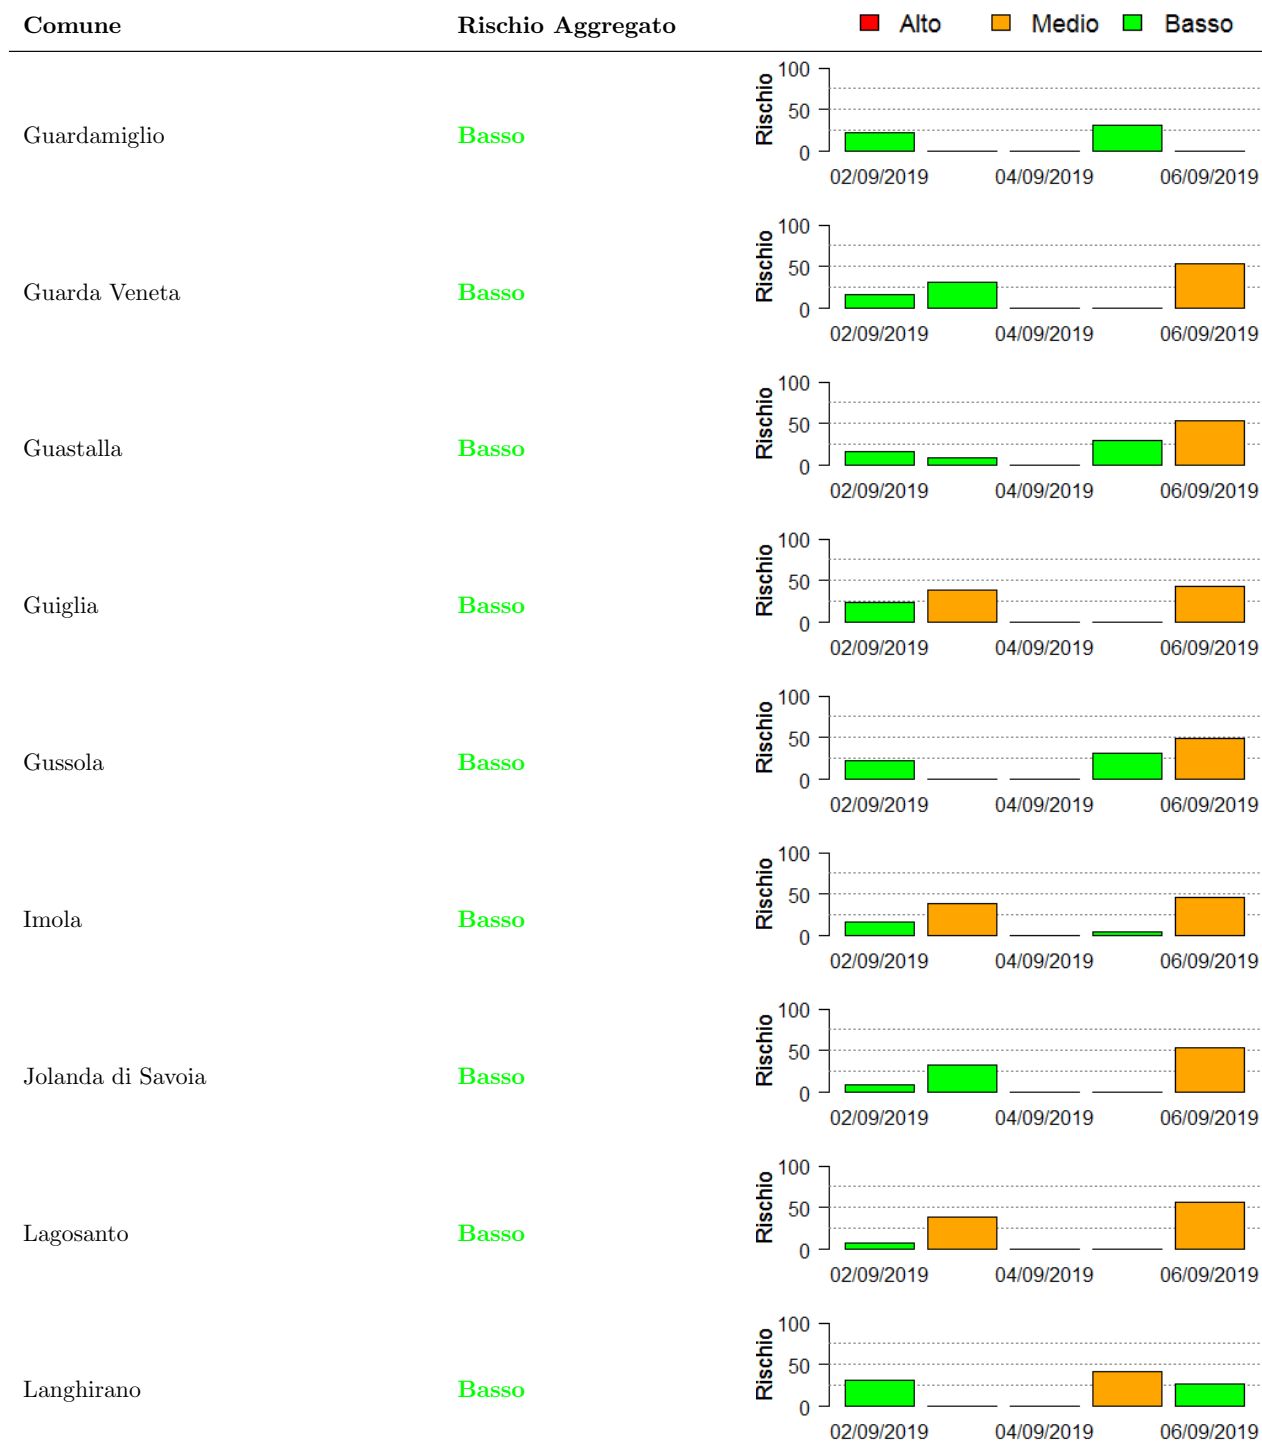 Comune Rischio Aggregato Alto Medio Basso
Guardamiglio Basso
Rischio
100
50
0
02/09/2019 04/09/2019 06/09/2019
Guarda Veneta Basso
Rischio
100
50
0
02/09/2019 04/09/2019 06/09/2019
Guastalla Basso
Rischio
100
50
0
02/09/2019 04/09/2019 06/09/2019
Guiglia Basso
Rischio
100
50
0
02/09/2019 04/09/2019 06/09/2019
Gussola Basso
Rischio
100
50
0
02/09/2019 04/09/2019 06/09/2019
Imola Basso
Rischio
100
50
0
02/09/2019 04/09/2019 06/09/2019
Jolanda di Savoia Basso
Rischio
100
50
0
02/09/2019 04/09/2019 06/09/2019
Lagosanto Basso
Rischio
100
50
0
02/09/2019 04/09/2019 06/09/2019
Langhirano Basso
Rischio
100
50
0
02/09/2019 04/09/2019 06/09/2019